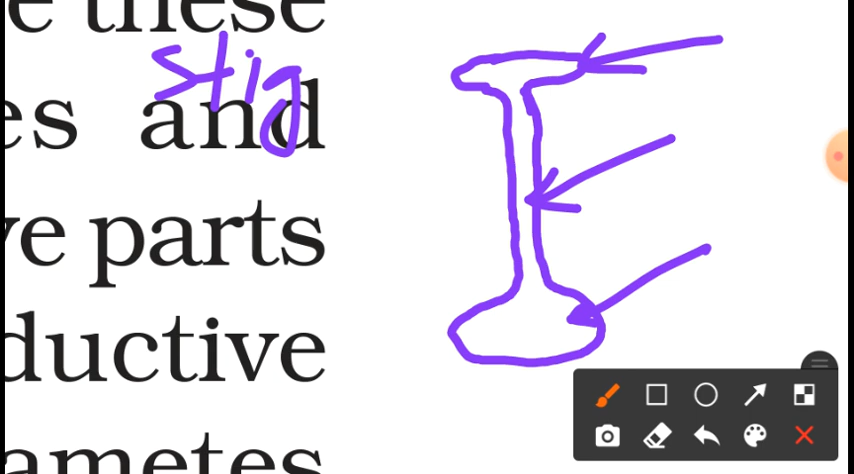 e these
stig
es and
ve parts
ductive
ametes